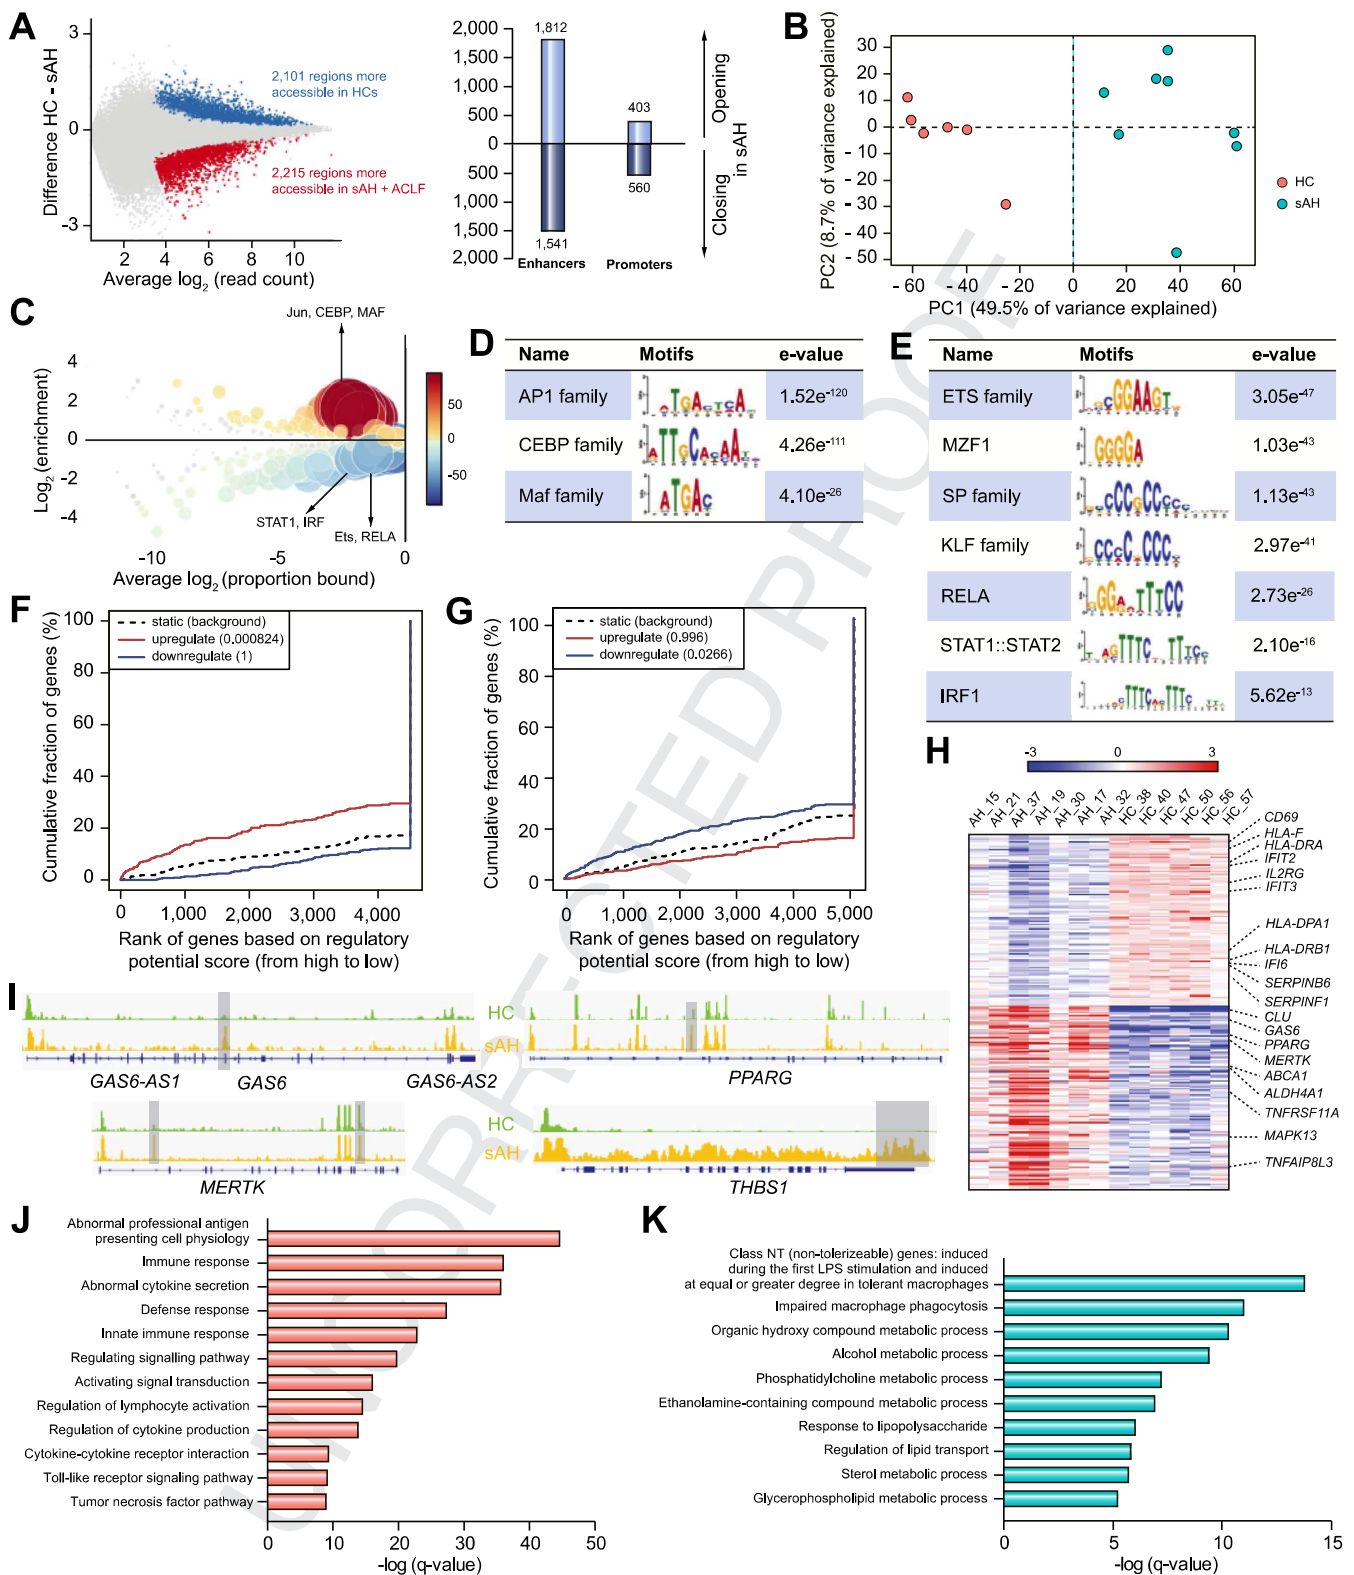 A
3
0
-3
Difference HC - sAH
2,101 regions more
accessible in HCs
2,215 regions more
accessible in sAH + ACLF
2 4 6 8 10
Average log2 (read count)
2,000
1,500
1,000
500
0
500
1,000
1,500
2,000
1,812
403
560
1,541
Enhancers Promoters
Opening
Closing
in sAH
B
PC2 (8.7% of variance explained)
30
20
10
0
- 10
- 20
- 30
- 40
- 50
- 60 - 40 - 20 0 20 40 60
PC1 (49.5% of variance explained)
HC
sAH
C
Jun, CEBP, MAF
Log2 (enrichment)
4
2
0
-2
-4
STAT1, IRF
Ets, RELA
-10 -5 0
Average log2 (proportion bound)
50
0
-50
D
Name Motifs e-value
AP1 family 1.52e-120
CEBP family 4.26e-111
Maf family 4.10e-26
E
Name Motifs e-value
ETS family 3.05e-47
MZF1 1.03e-43
SP family 1.13e-43
KLF family 2.97e-41
RELA 2.73e-26
STAT1::STAT2 2.10e-16
IRF1 5.62e-13
F
static (background)
upregulate (0.000824)
downregulate (1)
Cumulative fraction of genes (%)
100
80
60
40
20
0
0 1,000 2,000 3,000 4,000
Rank of genes based on regulatory
potential score (from high to low)
G
static (background)
upregulate (0.996)
downregulate (0.0266)
Cumulative fraction of genes (%)
100
80
60
40
20
0
0 1,000 2,000 3,000 4,000 5,000
Rank of genes based on regulatory
potential score (from high to low)
H
-3 0 3
AH_15
AH_21
AH_37
AH_19
AH_30
AH_17
AH_32
HC_38
HC_40
HC_47
HC_50
HC_56
HC_57
CD69
HLA-F
HLA-DRA
IFIT2
IL2RG
IFIT3
HLA-DPA1
HLA-DRB1
IFI6
SERPINB6
SERPINF1
CLU
GAS6
PPARG
MERTK
ABCA1
ALDH4A1
TNFRSF11A
MAPK13
TNFAIP8L3
I
HC
sAH
GAS6-AS1 GAS6 GAS6-AS2
PPARG
HC
sAH
MERTK
THBS1
J
Abnormal professional antigen
presenting cell physiology
Immune response
Abnormal cytokine secretion
Defense response
Innate immune response
Regulating signalling pathway
Activating signal transduction
Regulation of lymphocyte activation
Regulation of cytokine production
Cytokine-cytokine receptor interaction
Toll-like receptor signaling pathway
Tumor necrosis factor pathway
0 10 20 30 40 50
-log (q-value)
K
Class NT (non-tolerizeable) genes: induced
during the first LPS stimulation and induced
at equal or greater degree in tolerant macrophages
Impaired macrophage phagocytosis
Organic hydroxy compound metabolic process
Alcohol metabolic process
Phosphatidylcholine metabolic process
Ethanolamine-containing compound metabolic process
Response to lipopolysaccharide
Regulation of lipid transport
Sterol metabolic process
Glycerophospholipid metabolic process
0 5 10 15
-log (q-value)
UNCORRECTED PROOF